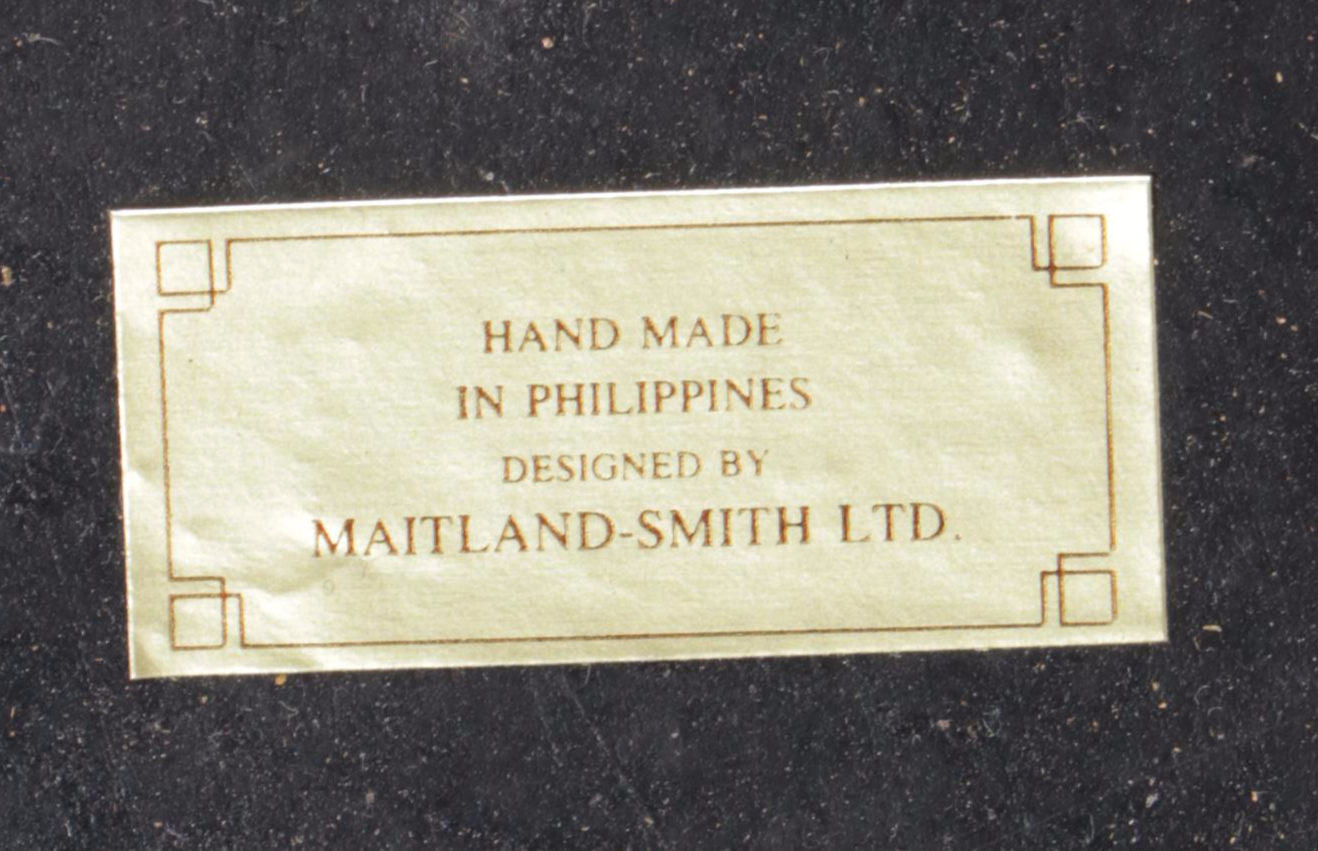 HAND MADE
IN PHILIPPINES
DESIGNED BY
MAITLAND-SMITH LTD.